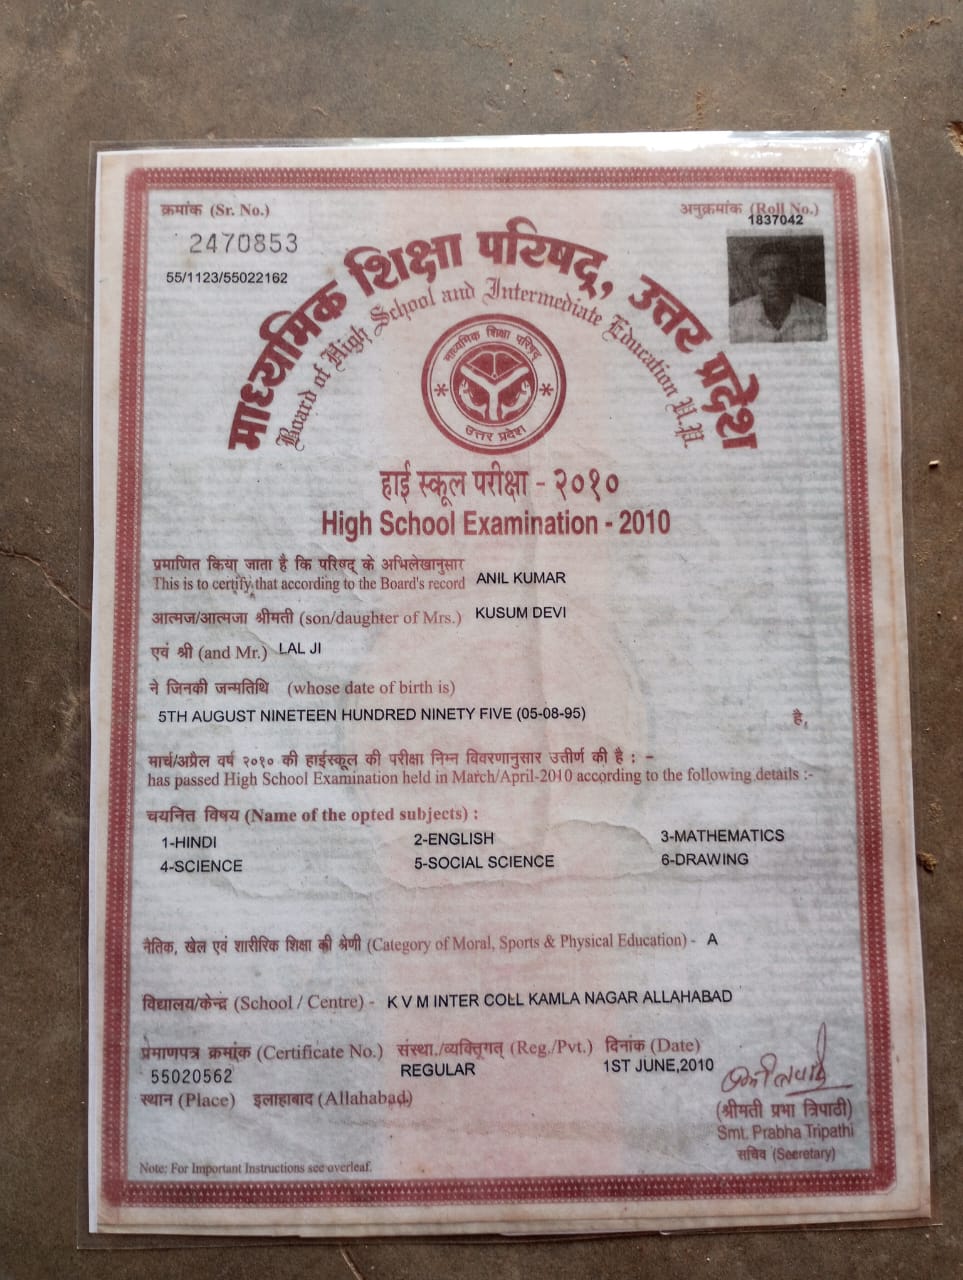 क्रमांक (Sr. No.)
2470853
55/1123/55022162
अनुक्रमांक (Roll No.)
1837042
माध्यमिक शिक्षा परिषद्, उत्तर प्रदेश
Board of High School and Intermediate Education U.P.
माध्यमिक शिक्षा परिषद्
उत्तर प्रदेश
हाई स्कूल परीक्षा - २०१०
High School Examination - 2010
प्रमाणित किया जाता है कि परिषद् के अभिलेखानुसार
This is to certify that according to the Board's record ANIL KUMAR
आत्मज/आत्मजा श्रीमती (son/daughter of Mrs.) KUSUM DEVI
एवं श्री (and Mr.) LAL JI
ने जिनकी जन्मतिथि (whose date of birth is)
5TH AUGUST NINETEEN HUNDRED NINETY FIVE (05-08-95) है,
मार्च/अप्रैल वर्ष २०१० की हाईस्कूल की परीक्षा निम्न विवरणानुसार उत्तीर्ण की है : -
has passed High School Examination held in March/April-2010 according to the following details :-
चयनित विषय (Name of the opted subjects) :
1-HINDI 2-ENGLISH 3-MATHEMATICS
4-SCIENCE 5-SOCIAL SCIENCE 6-DRAWING
नैतिक, खेल एवं शारीरिक शिक्षा की श्रेणी (Category of Moral, Sports & Physical Education) - A
विद्यालय/केन्द्र (School / Centre) - K V M INTER COLL KAMLA NAGAR ALLAHABAD
प्रमाणपत्र क्रमांक (Certificate No.) संस्था./व्यक्तिगत् (Reg./Pvt.) दिनांक (Date)
55020562 REGULAR 1ST JUNE,2010
स्थान (Place) इलाहाबाद (Allahabad)
(श्रीमती प्रभा त्रिपाठी)
Smt. Prabha Tripathi
सचिव (Secretary)
Note: For Important Instructions see overleaf.